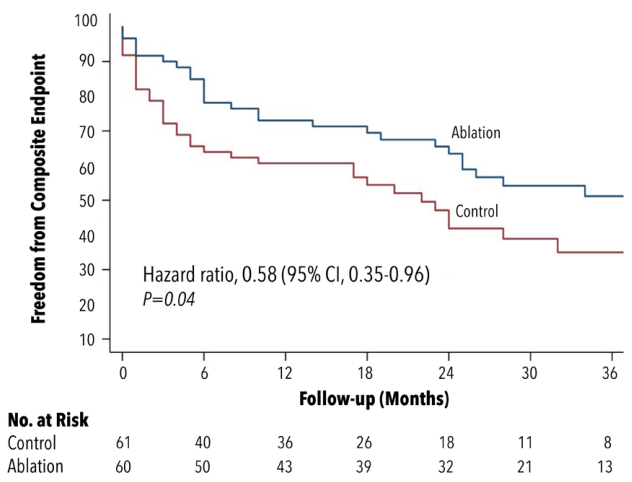 Freedom from Composite Endpoint
100
90
80
70
60
50
40
30
20
10
Ablation
Control
Hazard ratio, 0.58 (95% CI, 0.35-0.96)
P=0.04
0 6 12 18 24 30 36
Follow-up (Months)
No. at Risk
Control 61 40 36 26 18 11 8
Ablation 60 50 43 39 32 21 13